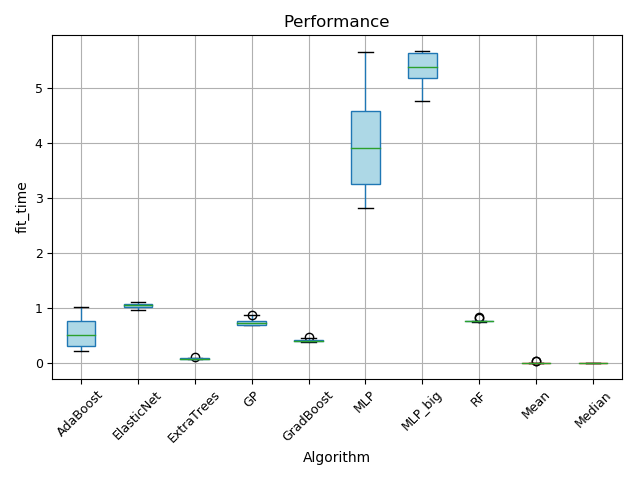 Performance
fit_time
5
4
3
2
1
0
AdaBoost
ElasticNet
ExtraTrees
GP
GradBoost
MLP
MLP_big
RF
Mean
Median
Algorithm